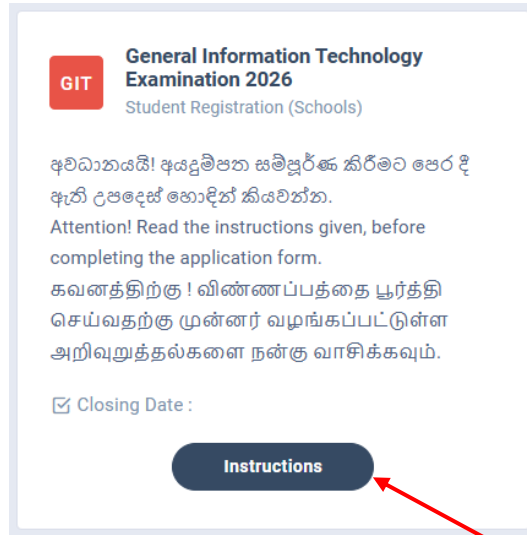 GIT
General Information Technology
Examination 2026
Student Registration (Schools)
අවධානයයි! අයදුම්පත සම්පූර්ණ කිරීමට පෙර දී
ඇති උපදෙස් හොඳින් කියවන්න.
Attention! Read the instructions given, before
completing the application form.
கவனத்திற்கு ! விண்ணப்பத்தை பூர்த்தி
செய்வதற்கு முன்னர் வழங்கப்பட்டுள்ள
அறிவுறுத்தல்களை நன்கு வாசிக்கவும்.
Closing Date :
Instructions